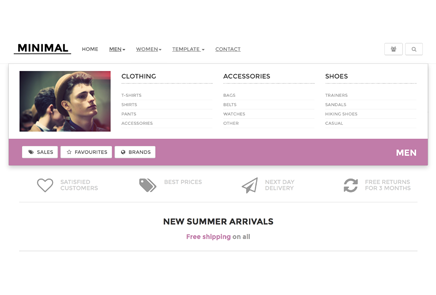 MINIMAL HOME MEN WOMEN TEMPLATE CONTACT
CLOTHING ACCESSORIES SHOES
T-SHIRTS BAGS TRAINERS
SHIRTS BELTS SANDALS
PANTS WATCHES HIKING SHOES
ACCESSORIES OTHER CASUAL
SALES FAVOURITES BRANDS MEN
SATISFIED CUSTOMERS
BEST PRICES
NEXT DAY DELIVERY
FREE RETURNS FOR 3 MONTHS
NEW SUMMER ARRIVALS
Free shipping on all